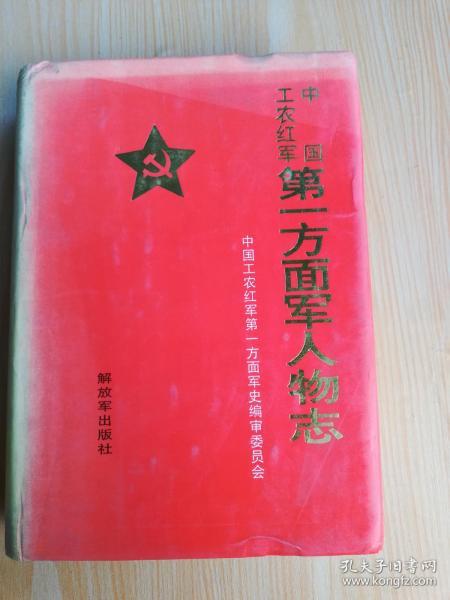 中国
工农红军
第一方面军人物志
中国工农红军第一方面军史编审委员会
解放军出版社
孔夫子旧书网
www.kongfz.com